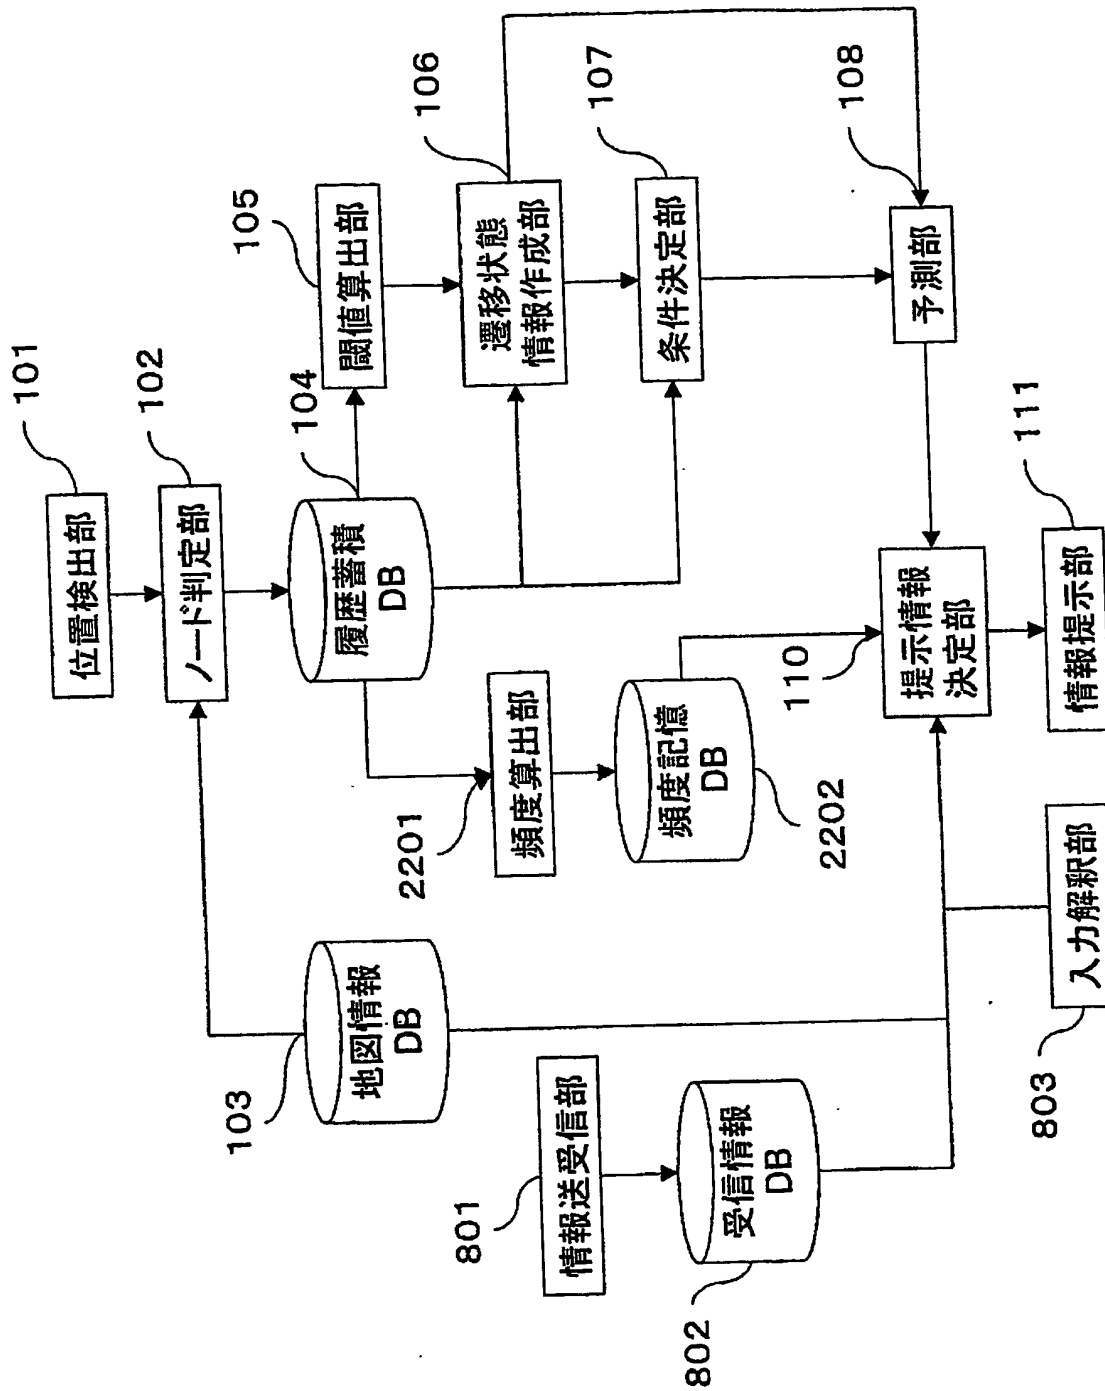 101
位置検出部
102
ノード判定部
103
地図情報
DB
104
履歴蓄積
DB
105
閾値算出部
106
遷移状態
情報作成部
107
条件決定部
108
予測部
2201
頻度算出部
2202
頻度記憶
DB
801
情報送受信部
802
受信情報
DB
803
入力解釈部
110
提示情報
決定部
111
情報提示部